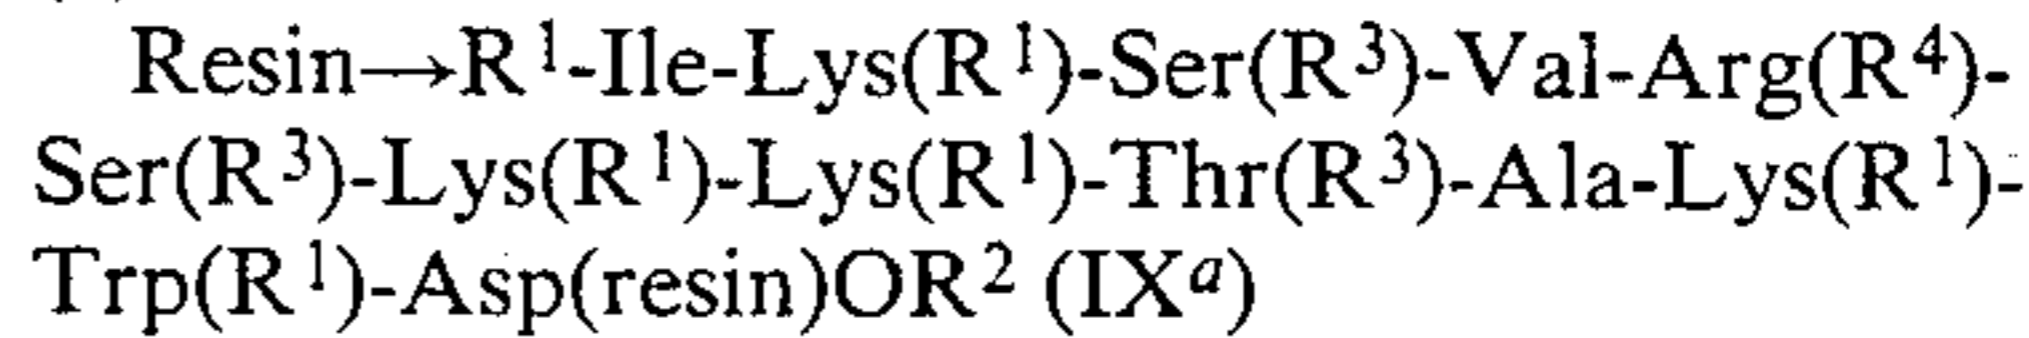 Resin→R¹-Ile-Lys(R¹)-Ser(R³)-Val-Arg(R⁴)-
Ser(R³)-Lys(R¹)-Lys(R¹)-Thr(R³)-Ala-Lys(R¹)-
Trp(R¹)-Asp(resin)OR² (IXᵃ)